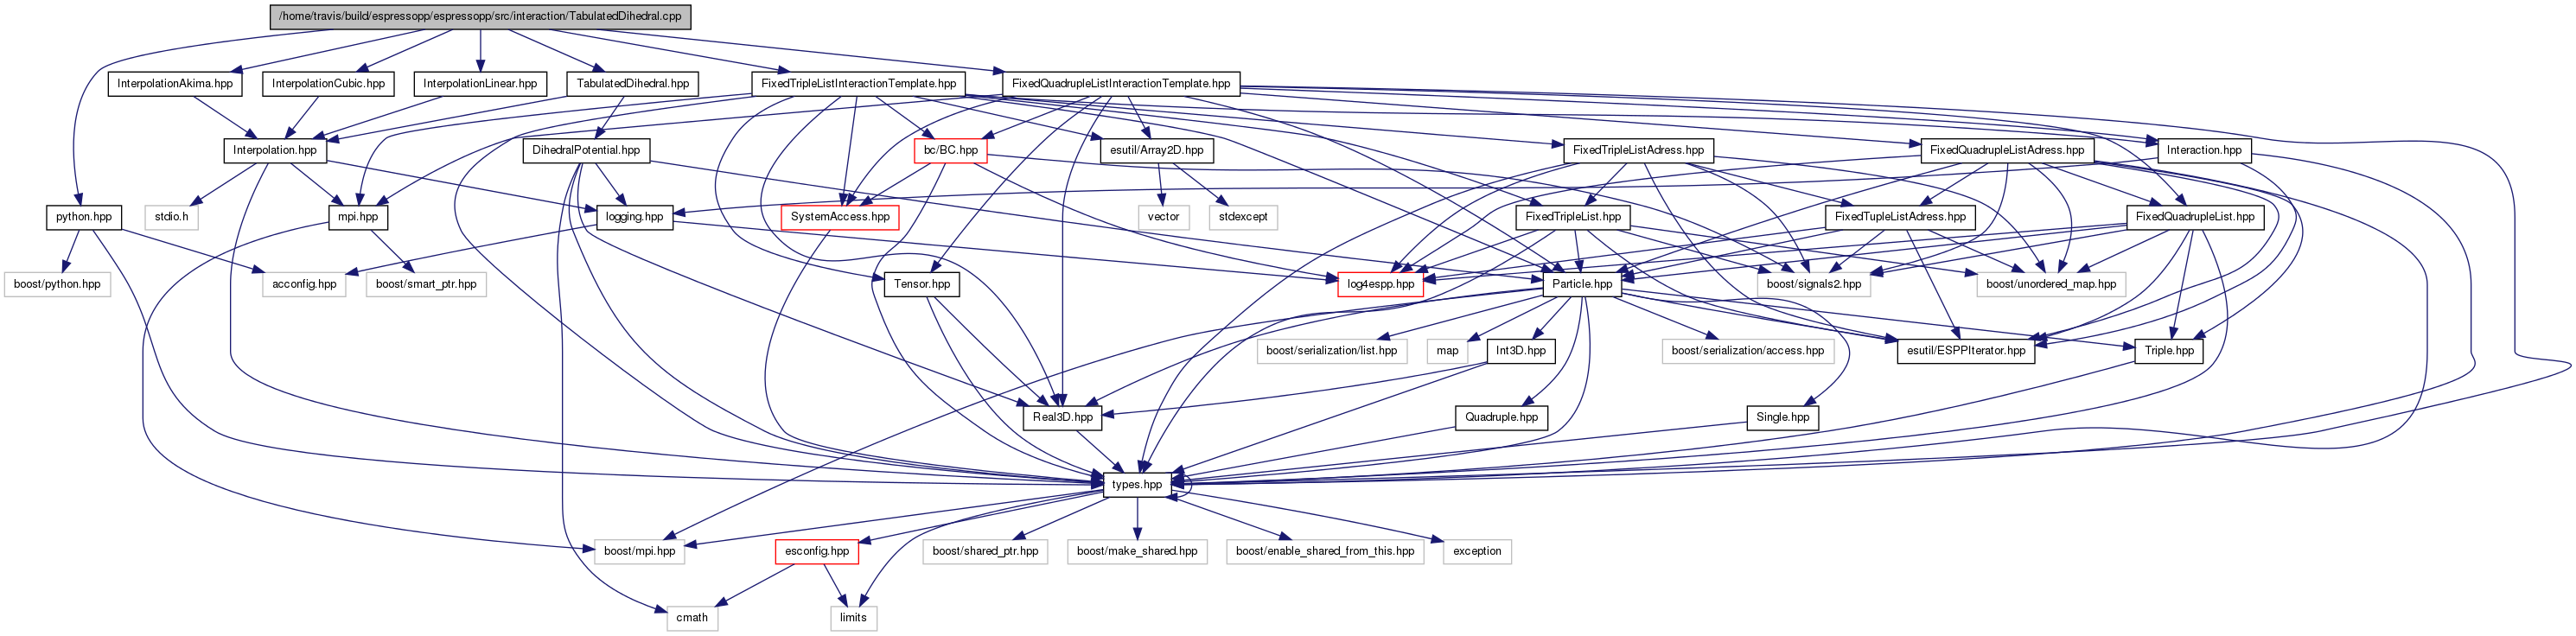 /home/travis/build/espressopp/espressopp/src/interaction/TabulatedDihedral.cpp
InterpolationAkima.hpp
InterpolationCubic.hpp
InterpolationLinear.hpp
TabulatedDihedral.hpp
FixedTripleListInteractionTemplate.hpp
FixedQuadrupleListInteractionTemplate.hpp
Interpolation.hpp
DihedralPotential.hpp
bc/BC.hpp
esutil/Array2D.hpp
FixedTripleListAdress.hpp
FixedQuadrupleListAdress.hpp
Interaction.hpp
python.hpp
stdio.h
mpi.hpp
logging.hpp
SystemAccess.hpp
vector
stdexcept
FixedTripleList.hpp
FixedTupleListAdress.hpp
FixedQuadrupleList.hpp
boost/python.hpp
acconfig.hpp
boost/smart_ptr.hpp
Tensor.hpp
log4espp.hpp
Particle.hpp
boost/signals2.hpp
boost/unordered_map.hpp
boost/serialization/list.hpp
map
Int3D.hpp
boost/serialization/access.hpp
esutil/ESPPIterator.hpp
Triple.hpp
Real3D.hpp
Quadruple.hpp
Single.hpp
types.hpp
boost/mpi.hpp
esconfig.hpp
boost/shared_ptr.hpp
boost/make_shared.hpp
boost/enable_shared_from_this.hpp
exception
cmath
limits